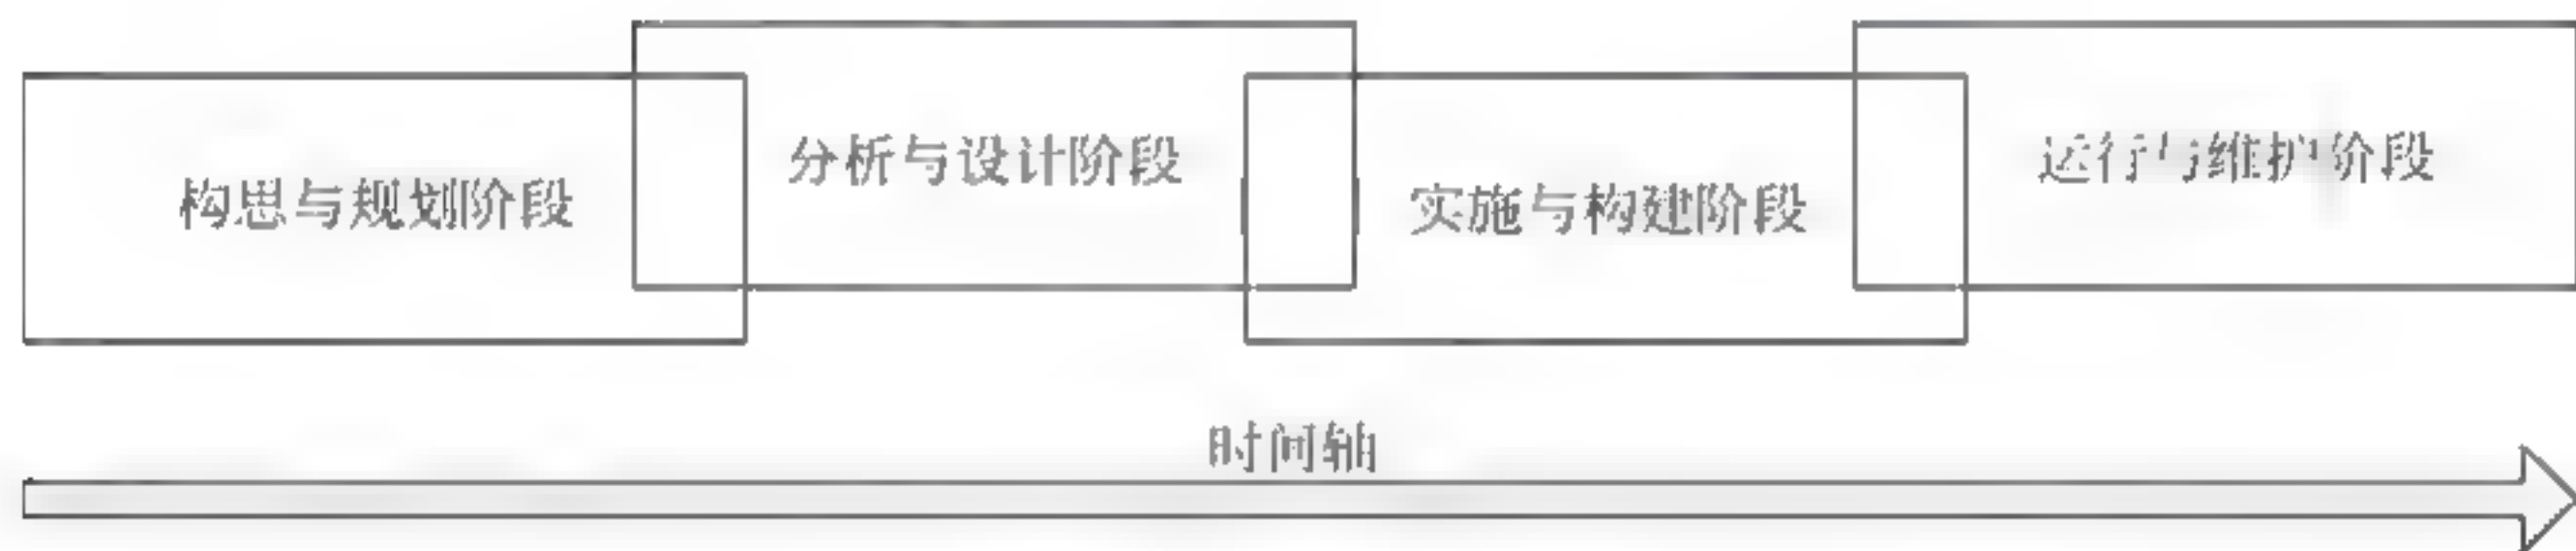 构思与规划阶段
分析与设计阶段
实施与构建阶段
运行与维护阶段
时间轴